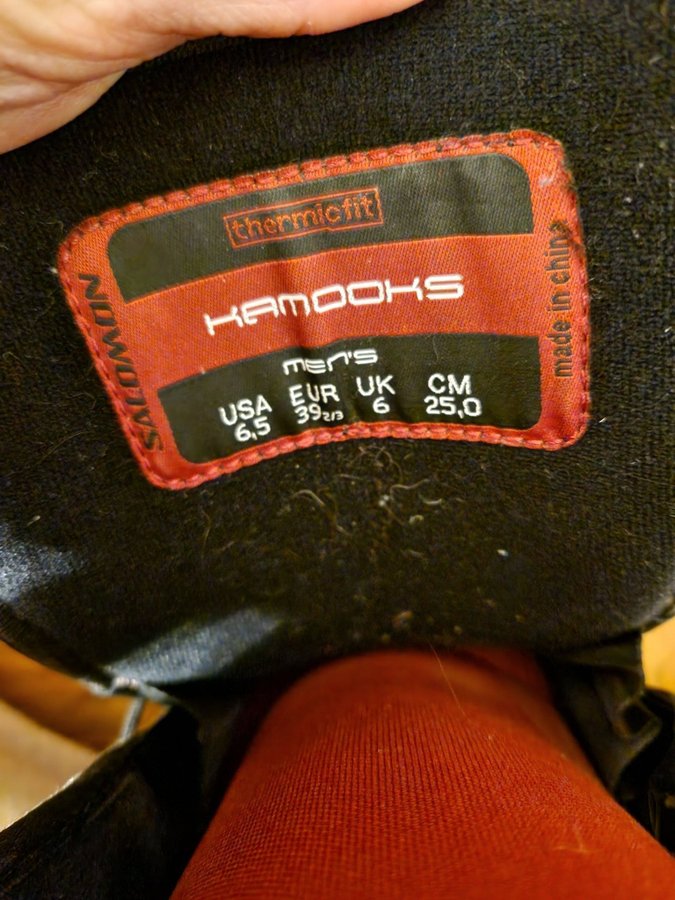 thermicfit
KAMOOKS
men's
USA EUR UK CM
6,5 39 2/3 6 25,0
SALOMON
made in china